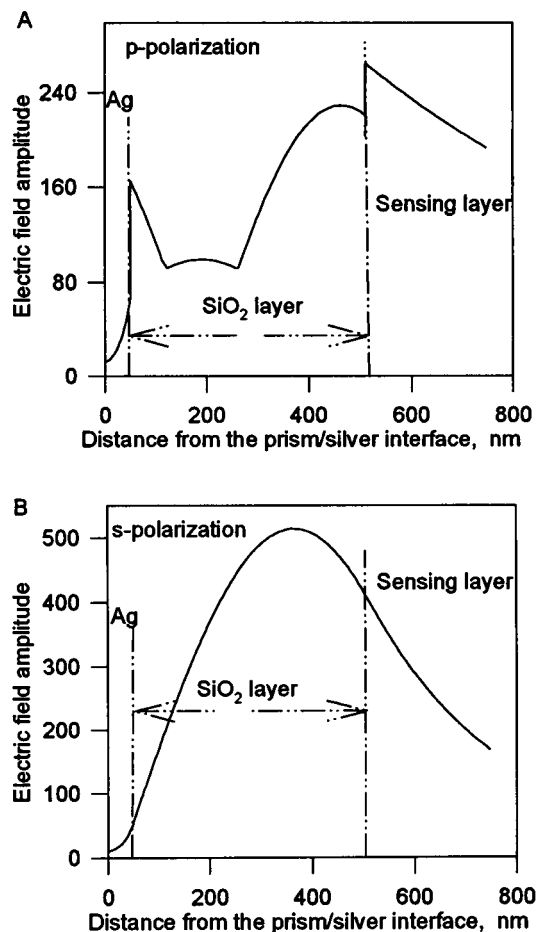 A
p-polarization
240
Ag
160
Sensing layer
80
SiO₂ layer
0
0 200 400 600 800
Distance from the prism/silver interface, nm
Electric field amplitude
B
s-polarization
500
Sensing layer
Ag
400
300
SiO₂ layer
200
100
0
0 200 400 600 800
Distance from the prism/silver interface, nm
Electric field amplitude